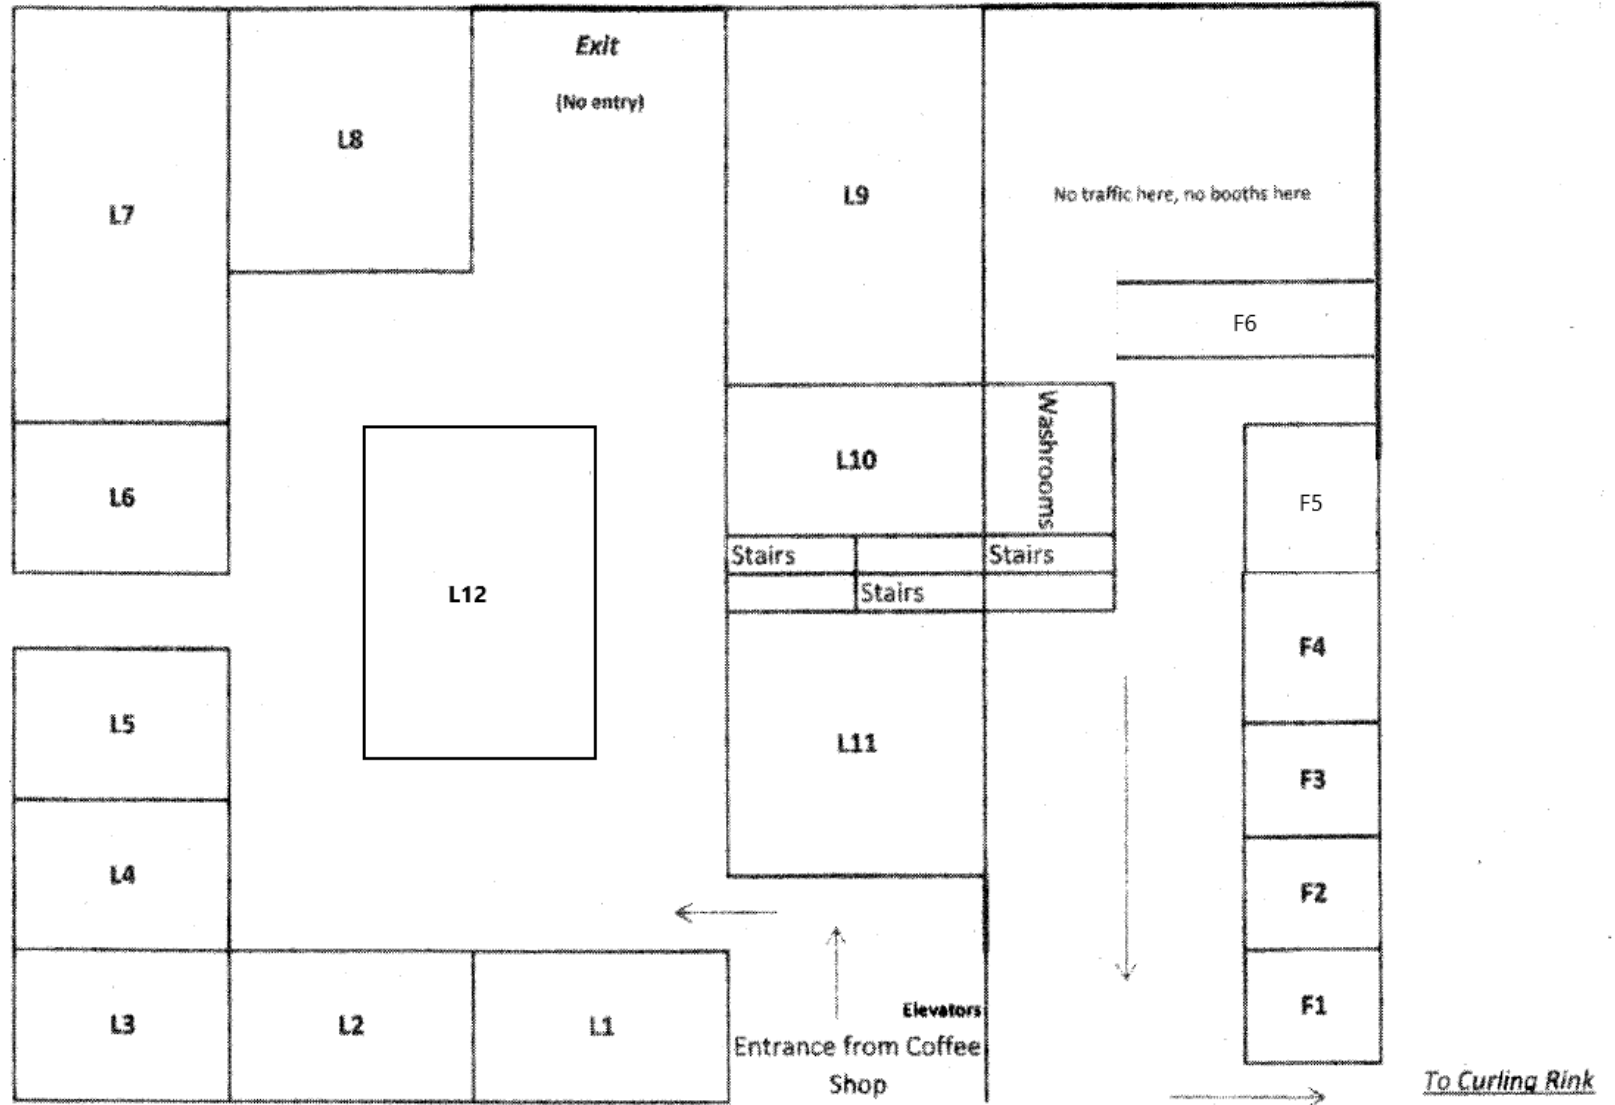 Exit
(No entry)
L8
L9
No traffic here, no booths here
L7
F6
Washrooms
L10
L6
F5
Stairs
Stairs
L12
Stairs
F4
L5
L11
F3
L4
F2
Elevators
F1
L3
L2
L1
Entrance from Coffee
Shop
To Curling Rink